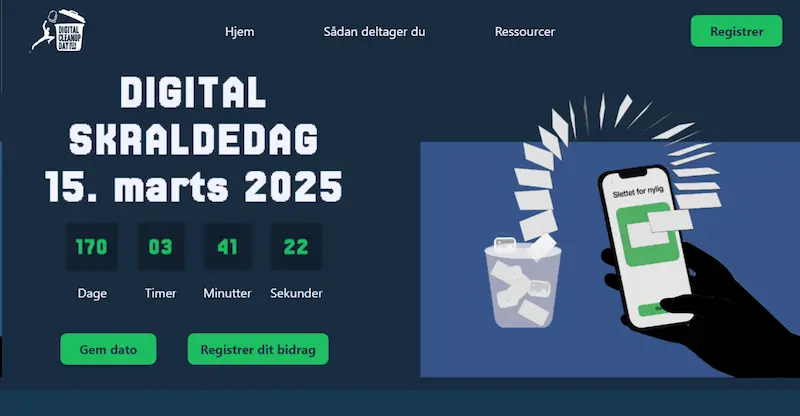 DIGITAL
CLEANUP
DAY
Hjem
Sådan deltager du
Ressourcer
Registrer
DIGITAL
SKRALDEDAG
15. marts 2025
170 03 41 22
Dage Timer Minutter Sekunder
Gem dato
Registrer dit bidrag
Slettet for nylig